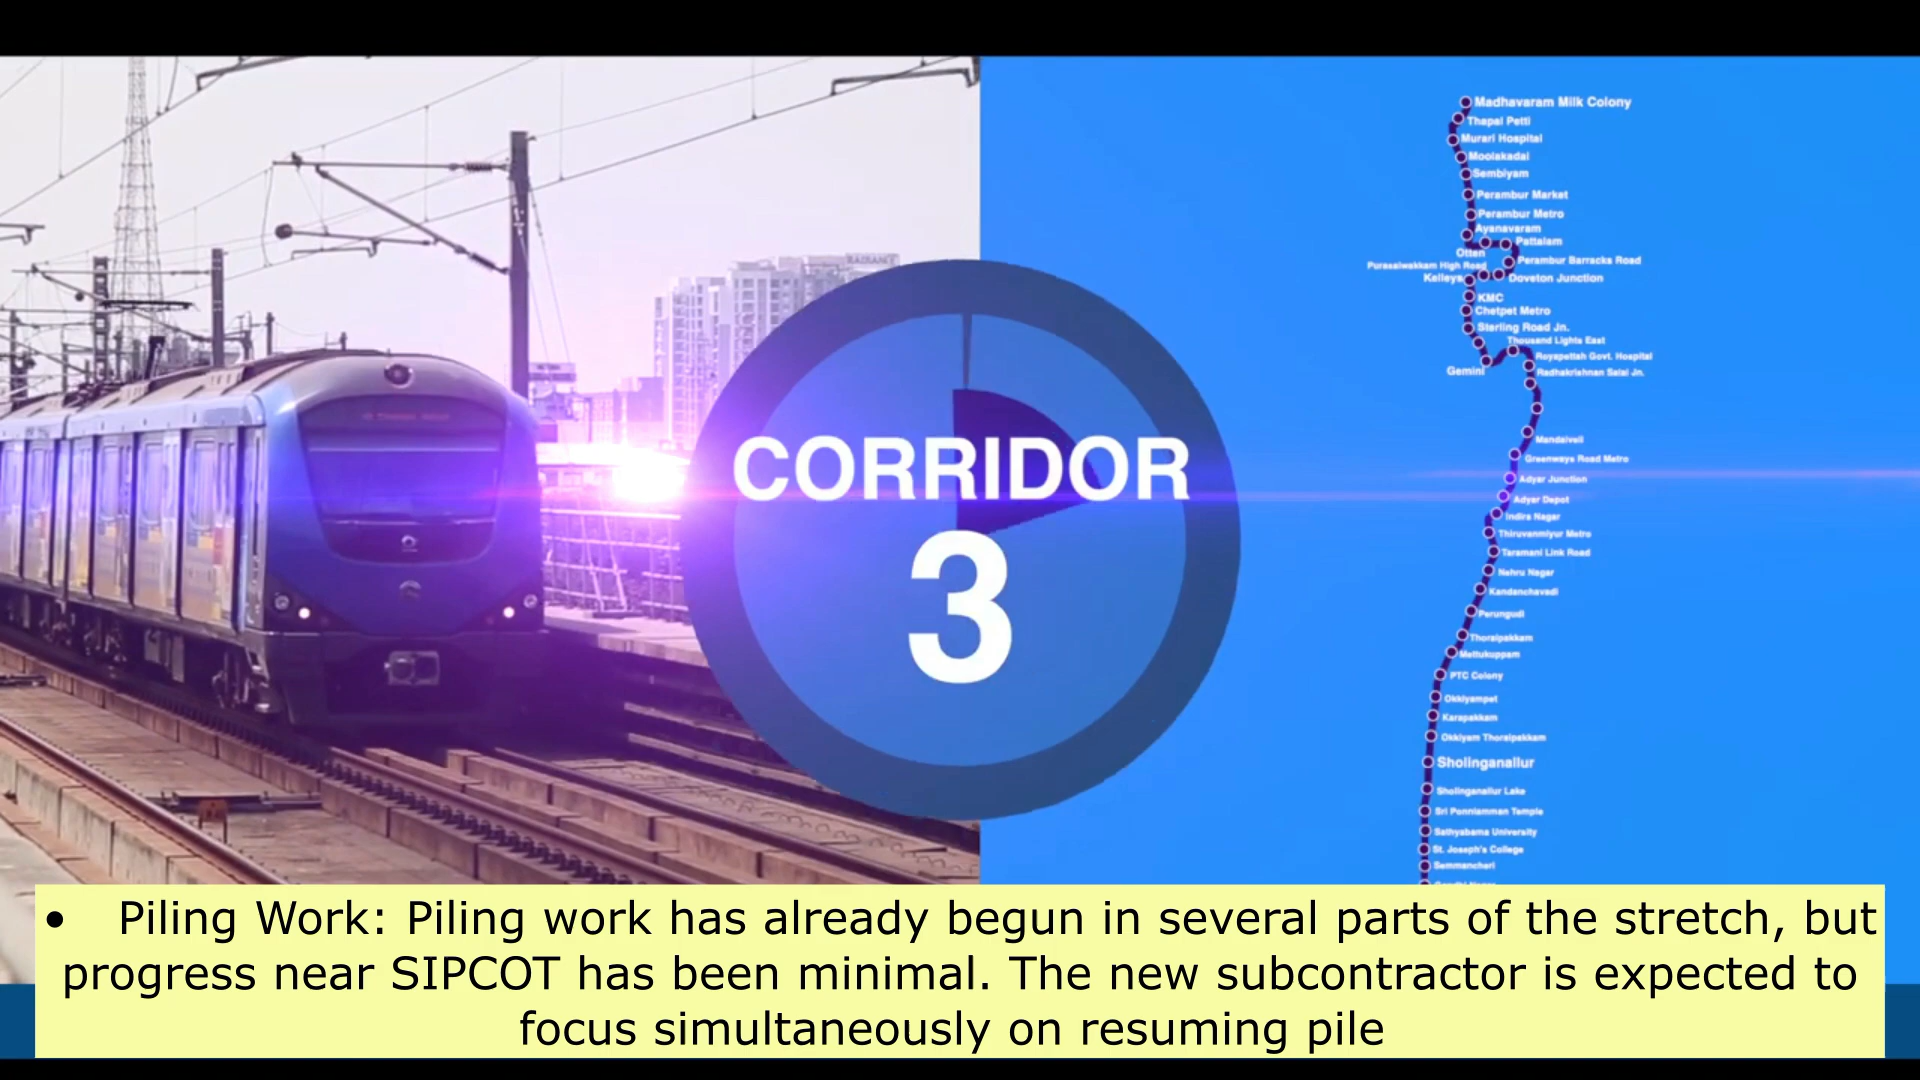 RADIANCE
CORRIDOR
3
Madhavaram Milk Colony
Thapal Petti
Murari Hospital
Moolakadai
Sembiyam
Perambur Market
Perambur Metro
Ayanavaram
Otteri
Pattalam
Perambur Barracks Road
Purasaiwakkam High Road
Kelleys
Doveton Junction
KMC
Chetpet Metro
Sterling Road Jn.
Thousand Lights East
Royapettah Govt. Hospital
Gemini
Radhakrishnan Salai Jn.
Mandaiveli
Greenways Road Metro
Adyar Junction
Adyar Depot
Indira Nagar
Thiruvanmiyur Metro
Taramani Link Road
Nehru Nagar
Kandanchavadi
Perungudi
Thoraipakkam
Mettukuppam
PTC Colony
Okkiyampet
Karapakkam
Okkiyam Thoraipakkam
Sholinganallur
Sholinganallur Lake
Sri Ponniamman Temple
Sathyabama University
St. Joseph's College
Semmancheri
• Piling Work: Piling work has already begun in several parts of the stretch, but
progress near SIPCOT has been minimal. The new subcontractor is expected to
focus simultaneously on resuming pile